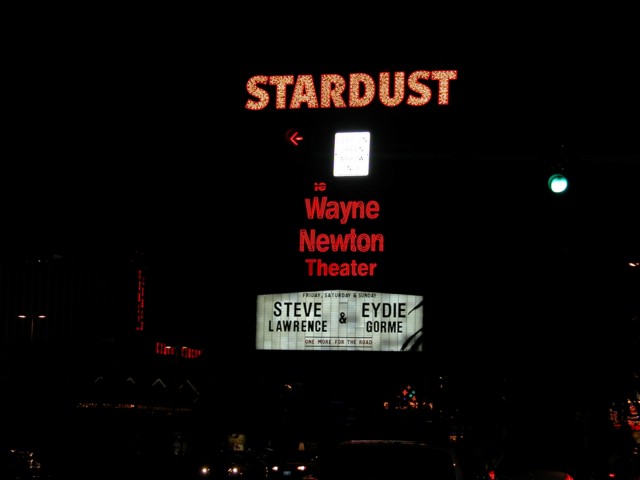 STARDUST
Wayne
Newton
Theater
FRIDAY, SATURDAY & SUNDAY
STEVE & EYDIE
LAWRENCE GORME
ONE MORE FOR THE ROAD